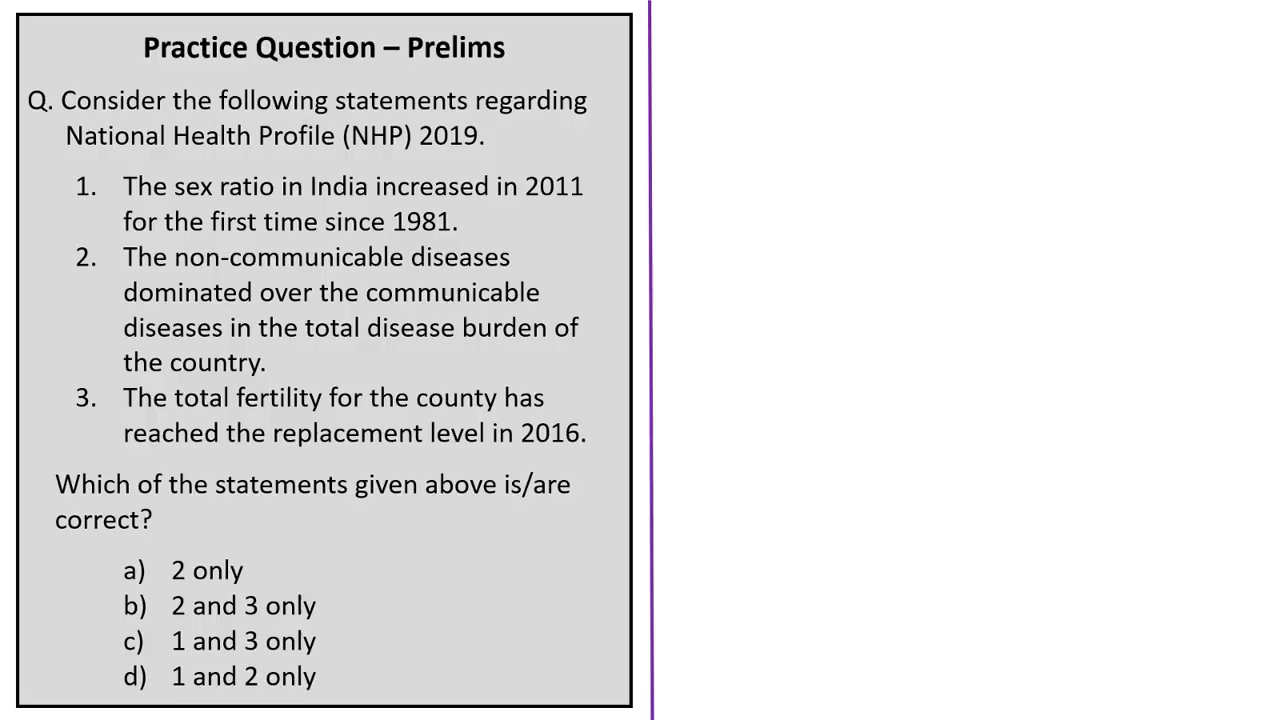 Practice Question – Prelims
Q. Consider the following statements regarding
National Health Profile (NHP) 2019.
1. The sex ratio in India increased in 2011
for the first time since 1981.
2. The non-communicable diseases
dominated over the communicable
diseases in the total disease burden of
the country.
3. The total fertility for the county has
reached the replacement level in 2016.
Which of the statements given above is/are
correct?
a) 2 only
b) 2 and 3 only
c) 1 and 3 only
d) 1 and 2 only